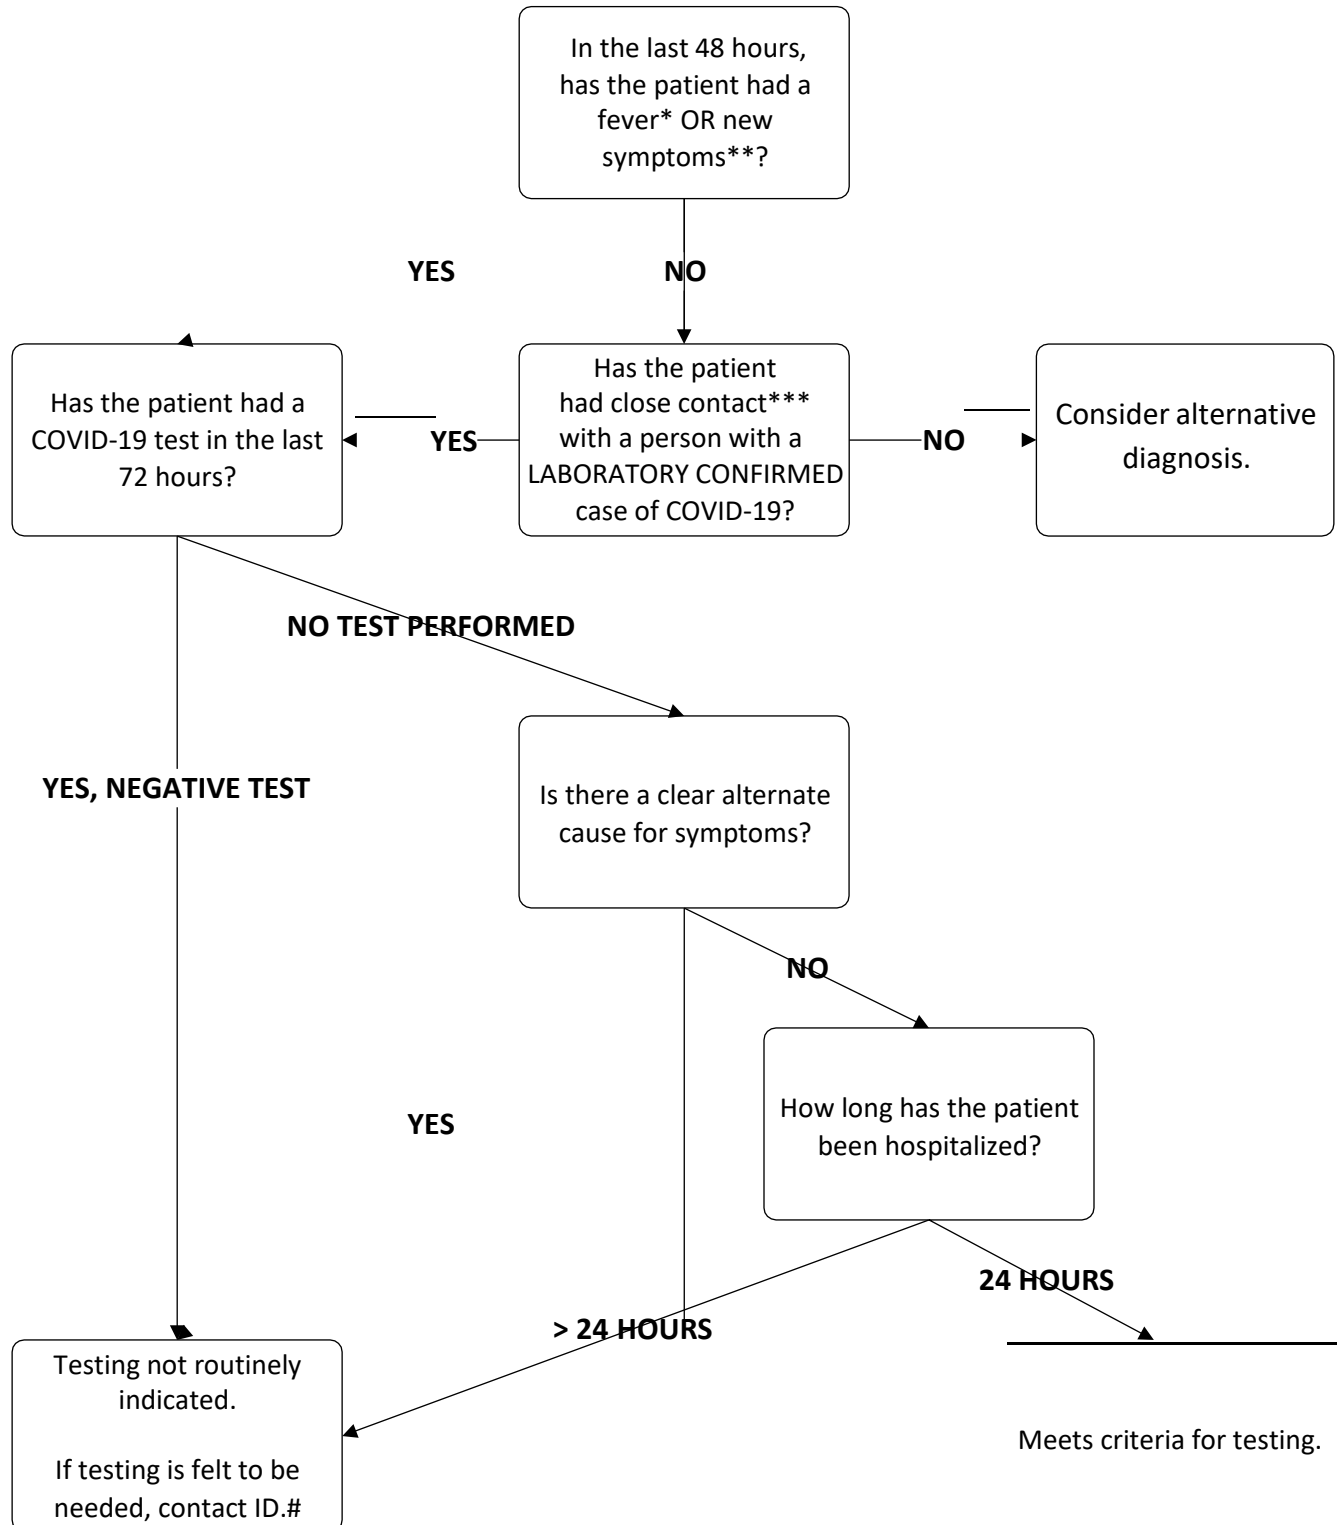 In the last 48 hours,
has the patient had a
fever* OR new
symptoms**?
YES
NO
Has the patient had a
COVID-19 test in the last
72 hours?
YES
Has the patient
had close contact***
with a person with a
LABORATORY CONFIRMED
case of COVID-19?
NO
Consider alternative
diagnosis.
NO TEST PERFORMED
YES, NEGATIVE TEST
Is there a clear alternate
cause for symptoms?
NO
YES
How long has the patient
been hospitalized?
24 HOURS
> 24 HOURS
Testing not routinely
indicated.
If testing is felt to be
needed, contact ID.#
Meets criteria for testing.